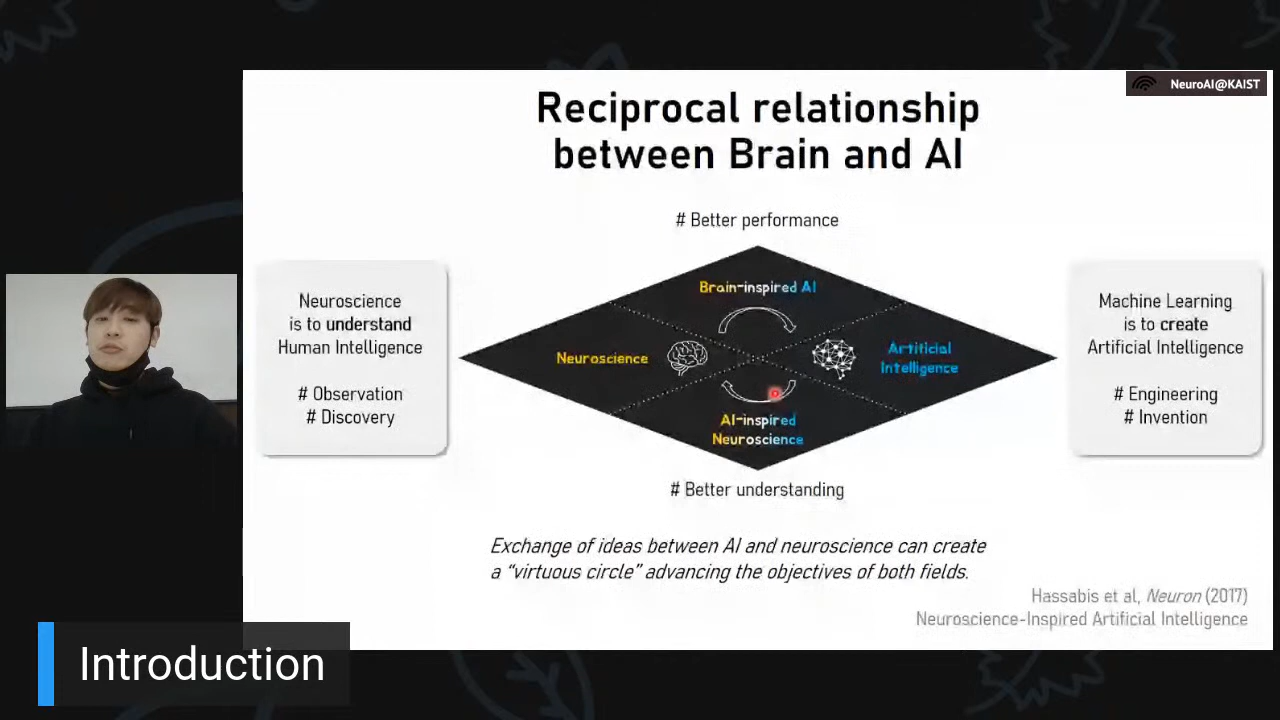 NeuroAI@KAIST
Reciprocal relationship
between Brain and AI
# Better performance
Neuroscience
is to understand
Human Intelligence
# Observation
# Discovery
Brain-inspired AI
Neuroscience
Artificial
Intelligence
AI-inspired
Neuroscience
Machine Learning
is to create
Artificial Intelligence
# Engineering
# Invention
# Better understanding
Exchange of ideas between AI and neuroscience can create
a “virtuous circle” advancing the objectives of both fields.
Hassabis et al, Neuron (2017)
Neuroscience-Inspired Artificial Intelligence
Introduction